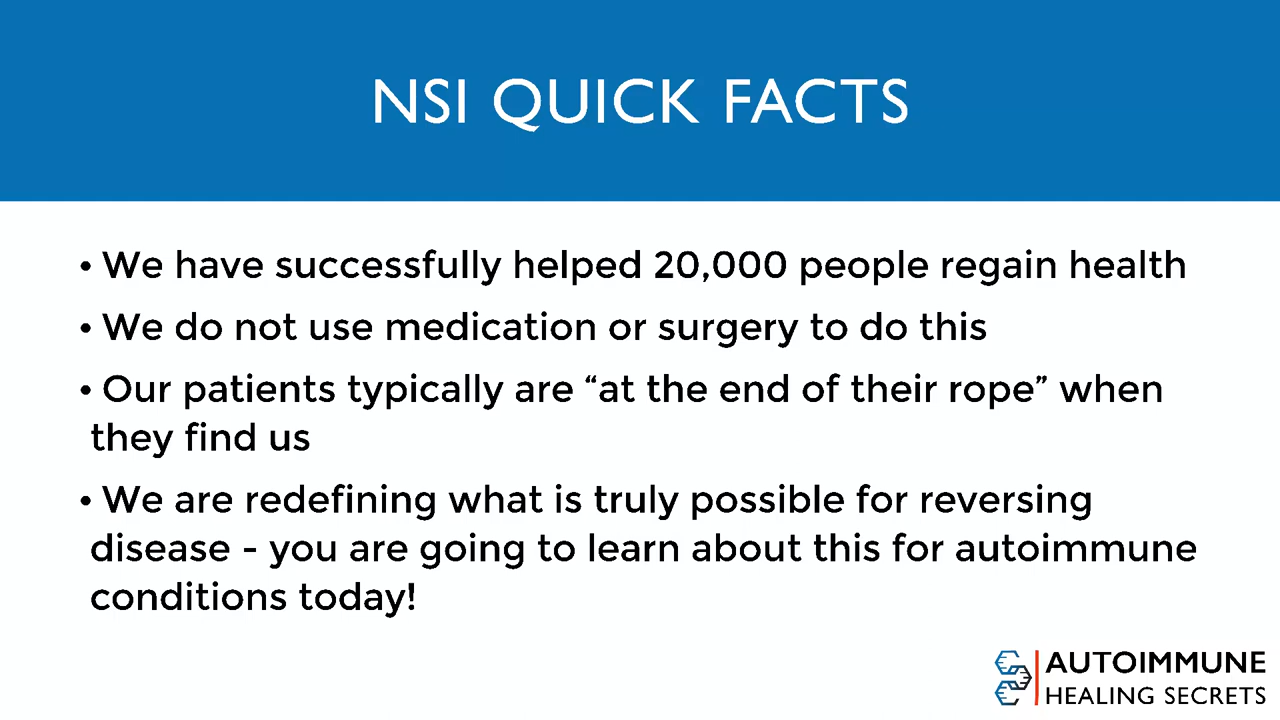 NSI QUICK FACTS
• We have successfully helped 20,000 people regain health
• We do not use medication or surgery to do this
• Our patients typically are “at the end of their rope” when
they find us
• We are redefining what is truly possible for reversing
disease - you are going to learn about this for autoimmune
conditions today!
AUTOIMMUNE
HEALING SECRETS